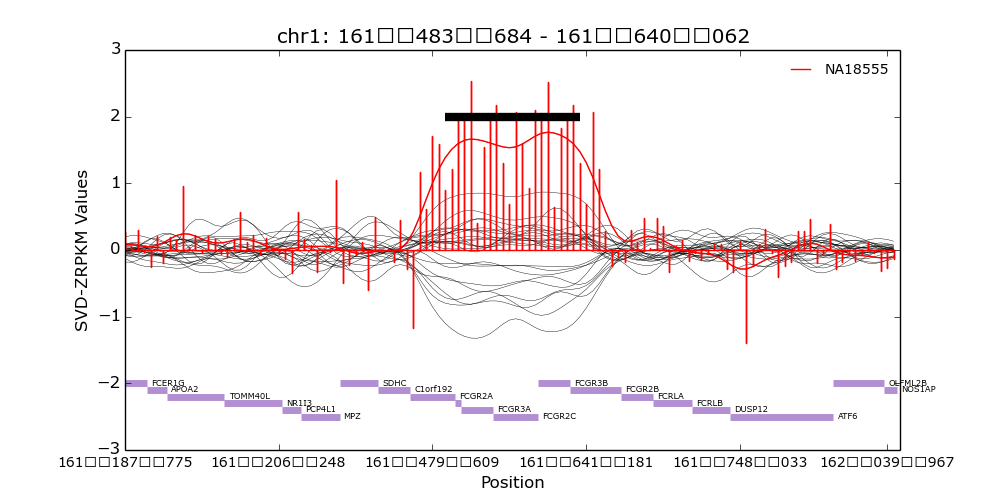 chr1: 161□□483□□684 - 161□□640□□062
NA18555
SVD-ZRPKM Values
3
2
1
0
−1
−2
−3
FCER1G
SDHC
FCGR3B
OLFML2B
APOA2
C1orf192
FCGR2B
NOS1AP
TOMM40L
FCGR2A
FCRLA
NR1I3
FCRLB
PCP4L1
FCGR3A
DUSP12
MPZ
FCGR2C
ATF6
161□□187□□775
161□□206□□248
161□□479□□609
161□□641□□181
161□□748□□033
162□□039□□967
Position